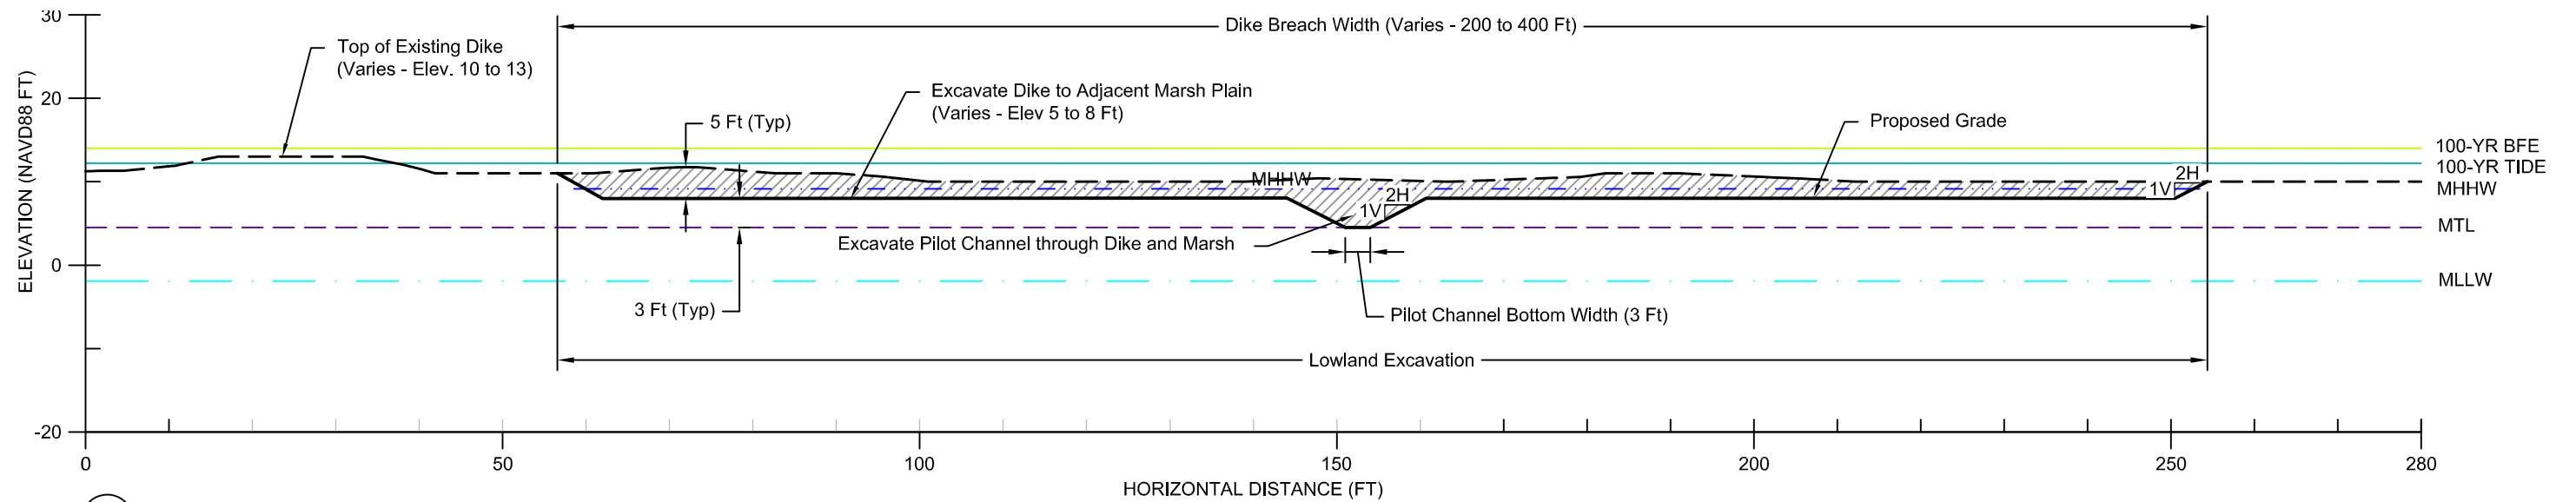 30
Dike Breach Width (Varies - 200 to 400 Ft)
Top of Existing Dike
(Varies - Elev. 10 to 13)
Excavate Dike to Adjacent Marsh Plain
(Varies - Elev 5 to 8 Ft)
20
5 Ft (Typ)
Proposed Grade
100-YR BFE
100-YR TIDE
2H
1V
MHHW
MHHW
2H
1V
ELEVATION (NAVD88 FT)
MTL
Excavate Pilot Channel through Dike and Marsh
0
MLLW
3 Ft (Typ)
Pilot Channel Bottom Width (3 Ft)
Lowland Excavation
-20
0
50
100
150
200
250
280
HORIZONTAL DISTANCE (FT)